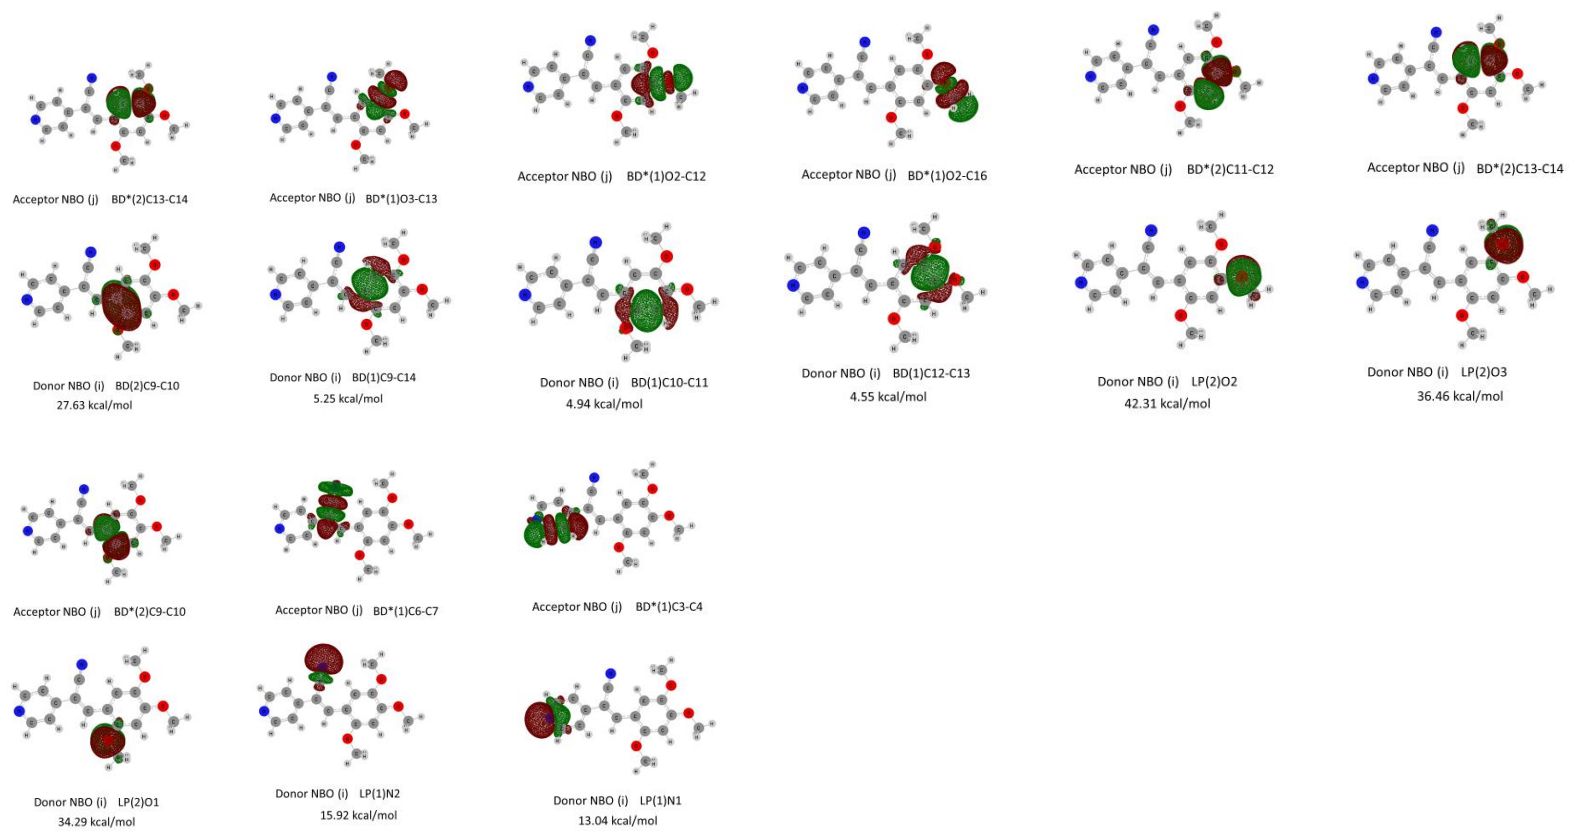 Acceptor NBO (j) BD*(2)C13-C14
Acceptor NBO (j) BD*(1)O3-C13
Acceptor NBO (j) BD*(1)O2-C12
Acceptor NBO (j) BD*(1)O2-C16
Acceptor NBO (j) BD*(2)C11-C12
Acceptor NBO (j) BD*(2)C13-C14
Donor NBO (i) BD(2)C9-C10
27.63 kcal/mol
Donor NBO (i) BD(1)C9-C14
5.25 kcal/mol
Donor NBO (i) BD(1)C10-C11
4.94 kcal/mol
Donor NBO (i) BD(1)C12-C13
4.55 kcal/mol
Donor NBO (i) LP(2)O2
42.31 kcal/mol
Donor NBO (i) LP(2)O3
36.46 kcal/mol
Acceptor NBO (j) BD*(2)C9-C10
Acceptor NBO (j) BD*(1)C6-C7
Acceptor NBO (j) BD*(1)C3-C4
Donor NBO (i) LP(2)O1
34.29 kcal/mol
Donor NBO (i) LP(1)N2
15.92 kcal/mol
Donor NBO (i) LP(1)N1
13.04 kcal/mol